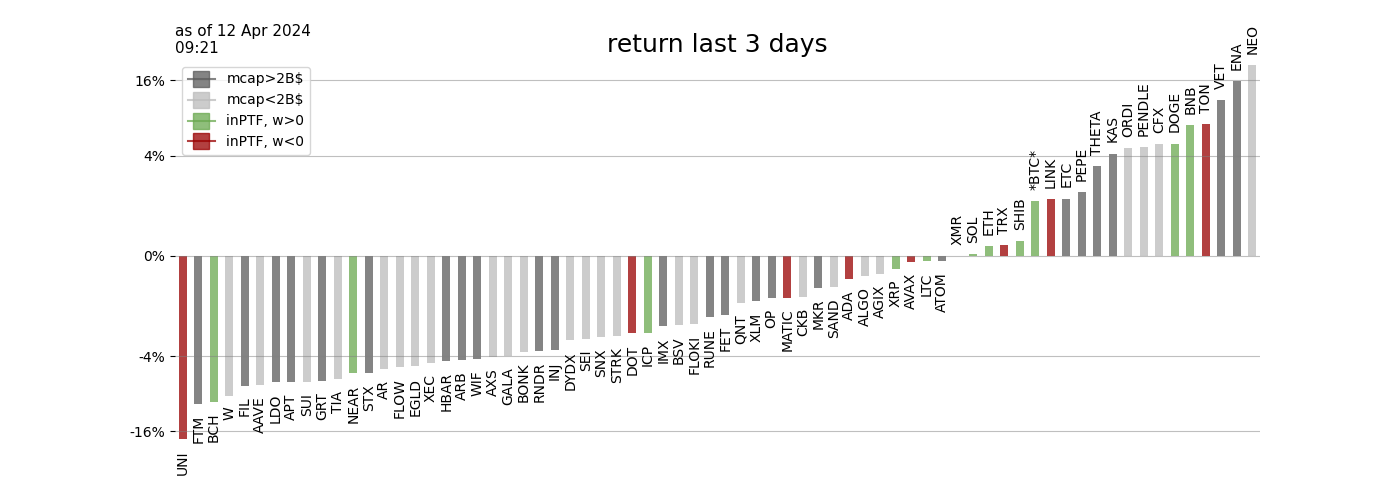 as of 12 Apr 2024
09:21
return last 3 days
mcap>2B$
mcap<2B$
inPTF, w>0
inPTF, w<0
16%
4%
0%
-4%
-16%
UNI
FTM
BCH
W
FIL
AAVE
LDO
APT
SUI
GRT
TIA
NEAR
STX
AR
FLOW
EGLD
XEC
HBAR
ARB
WIF
AXS
GALA
BONK
RNDR
INJ
DYDX
SEI
SNX
STRK
DOT
ICP
IMX
BSV
FLOKI
RUNE
FET
QNT
XLM
OP
MATIC
CKB
MKR
SAND
ADA
ALGO
AGIX
XRP
AVAX
LTC
ATOM
XMR
SOL
ETH
TRX
SHIB
*BTC*
LINK
ETC
PEPE
THETA
KAS
ORDI
PENDLE
CFX
DOGE
BNB
TON
VET
ENA
NEO